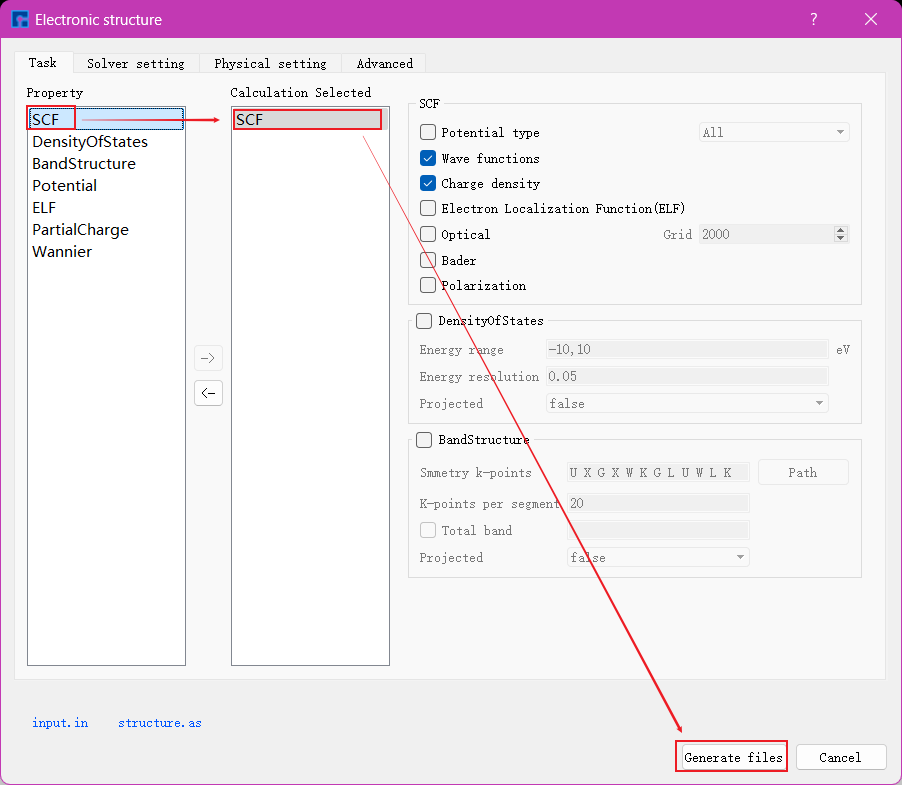 Electronic structure ?
Task Solver setting Physical setting Advanced
Property
SCF
DensityOfStates
BandStructure
Potential
ELF
PartialCharge
Wannier
Calculation Selected
SCF
SCF
Potential type All
Wave functions
Charge density
Electron Localization Function(ELF)
Optical Grid 2000
Bader
Polarization
DensityOfStates
Energy range -10,10 eV
Energy resolution 0.05
Projected false
BandStructure
Smmetry k-points U X G X W K G L U W L K Path
K-points per segment 20
Total band
Projected false
input.in structure.as
Generate files Cancel